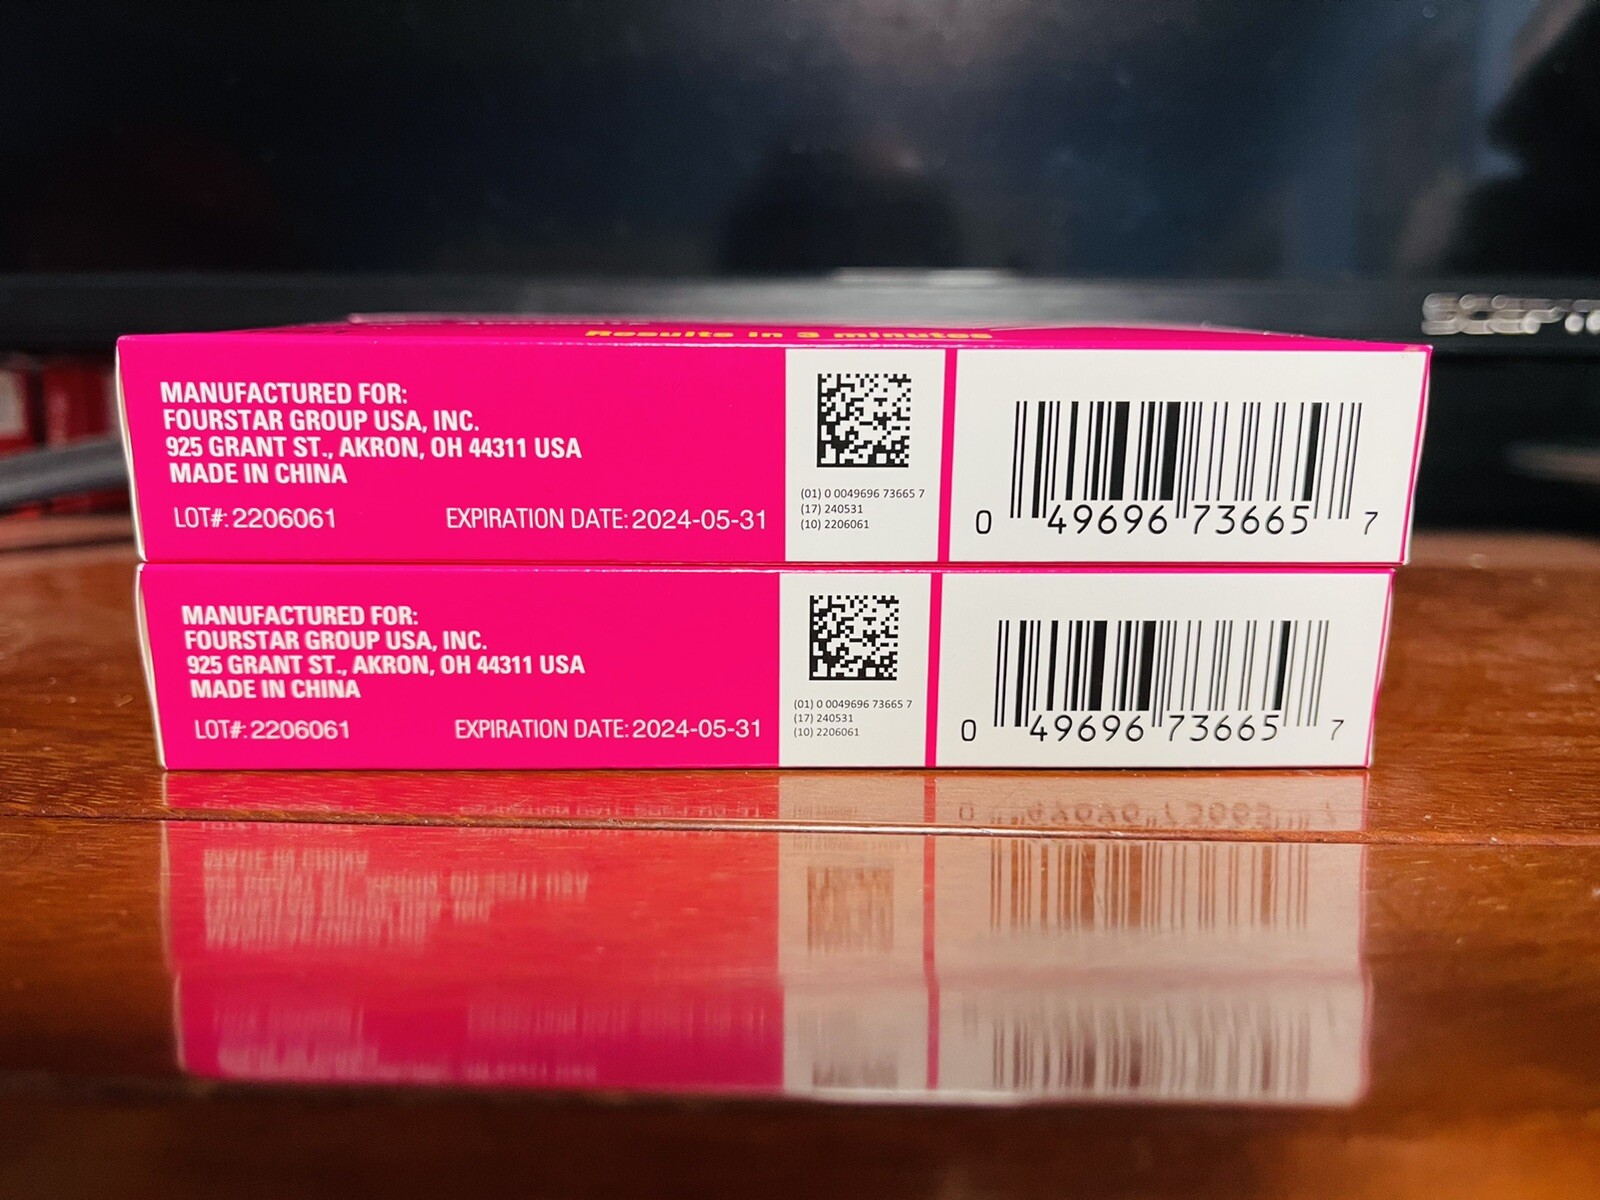 Results in 3 minutes
MANUFACTURED FOR:
FOURSTAR GROUP USA, INC.
925 GRANT ST., AKRON, OH 44311 USA
MADE IN CHINA
LOT#: 2206061 EXPIRATION DATE: 2024-05-31
(01) 0 0049696 73665 7
(17) 240531
(10) 2206061
0 49696 73665 7
MANUFACTURED FOR:
FOURSTAR GROUP USA, INC.
925 GRANT ST., AKRON, OH 44311 USA
MADE IN CHINA
LOT#: 2206061 EXPIRATION DATE: 2024-05-31
(01) 0 0049696 73665 7
(17) 240531
(10) 2206061
0 49696 73665 7